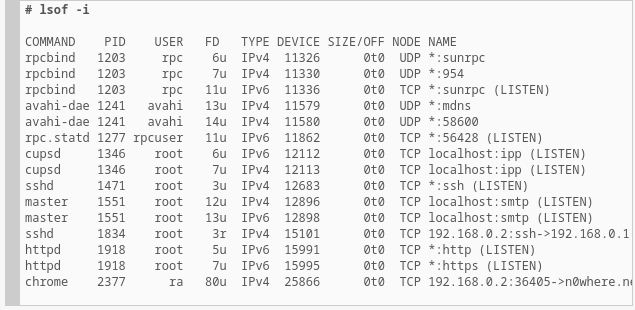 # lsof -i
COMMAND PID USER FD TYPE DEVICE SIZE/OFF NODE NAME
rpcbind 1203 rpc 6u IPv4 11326 0t0 UDP *:sunrpc
rpcbind 1203 rpc 7u IPv4 11330 0t0 UDP *:954
rpcbind 1203 rpc 11u IPv6 11336 0t0 TCP *:sunrpc (LISTEN)
avahi-dae 1241 avahi 13u IPv4 11579 0t0 UDP *:mdns
avahi-dae 1241 avahi 14u IPv4 11580 0t0 UDP *:58600
rpc.statd 1277 rpcuser 11u IPv6 11862 0t0 TCP *:56428 (LISTEN)
cupsd 1346 root 6u IPv6 12112 0t0 TCP localhost:ipp (LISTEN)
cupsd 1346 root 7u IPv4 12113 0t0 TCP localhost:ipp (LISTEN)
sshd 1471 root 3u IPv4 12683 0t0 TCP *:ssh (LISTEN)
master 1551 root 12u IPv4 12896 0t0 TCP localhost:smtp (LISTEN)
master 1551 root 13u IPv6 12898 0t0 TCP localhost:smtp (LISTEN)
sshd 1834 root 3r IPv4 15101 0t0 TCP 192.168.0.2:ssh->192.168.0.1
httpd 1918 root 5u IPv6 15991 0t0 TCP *:http (LISTEN)
httpd 1918 root 7u IPv6 15995 0t0 TCP *:https (LISTEN)
chrome 2377 ra 80u IPv4 25866 0t0 TCP 192.168.0.2:36405->n0where.ne